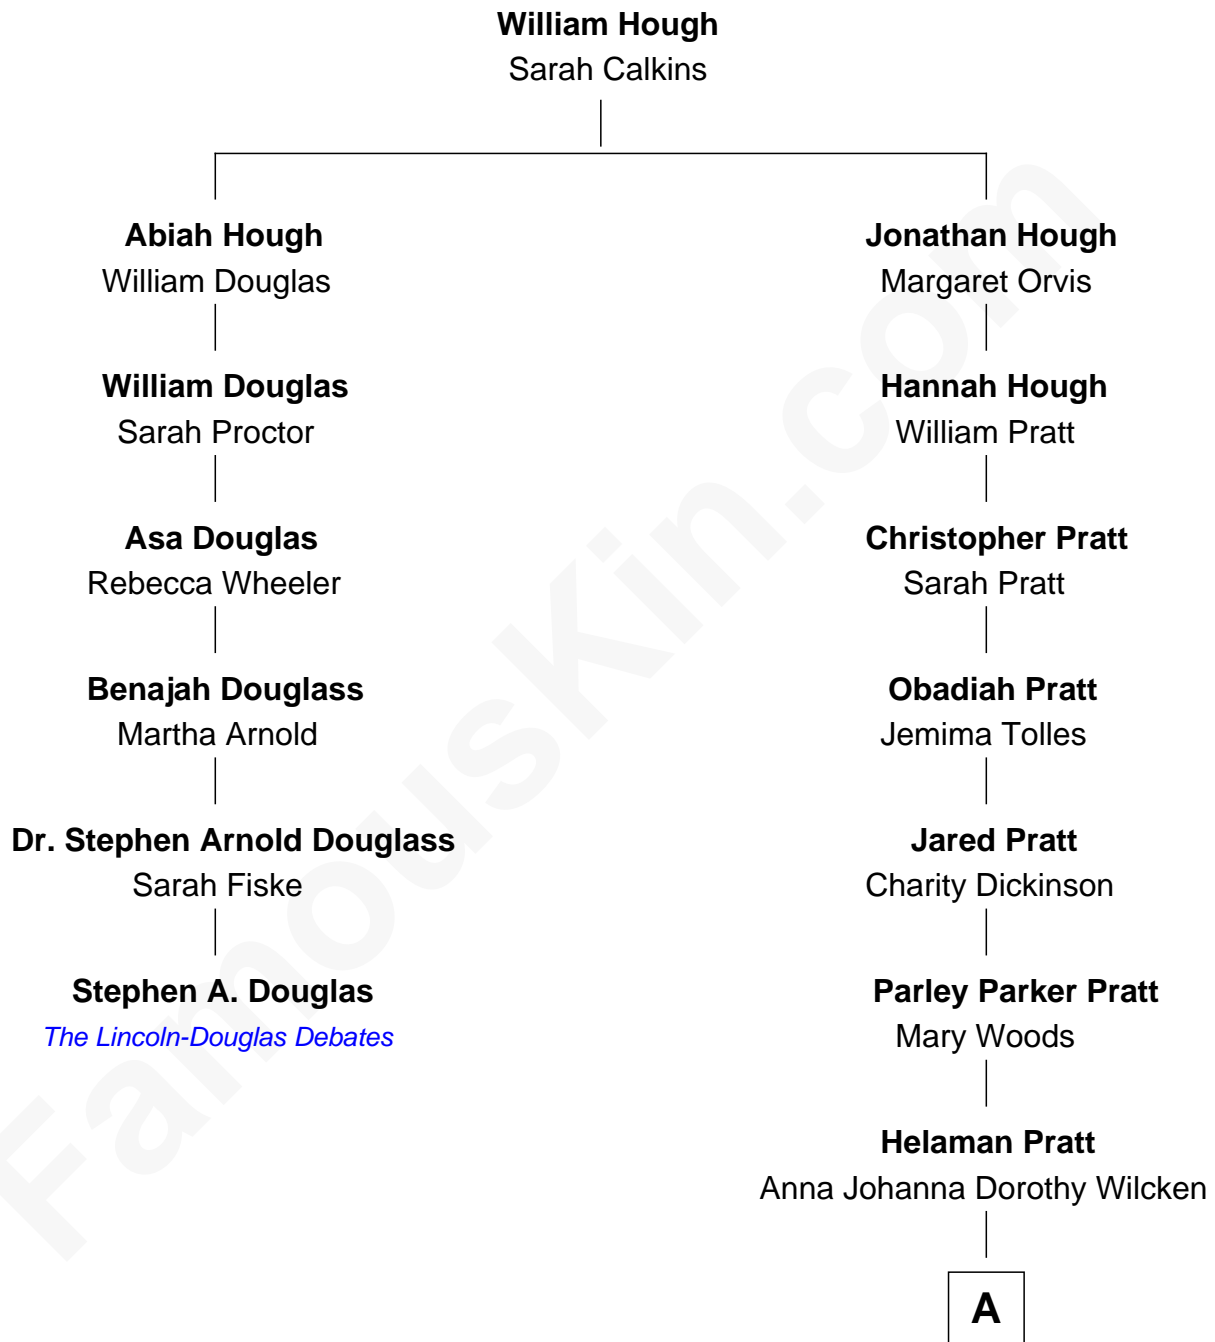 William Hough
Sarah Calkins
Abiah Hough
William Douglas
Jonathan Hough
Margaret Orvis
William Douglas
Sarah Proctor
Hannah Hough
William Pratt
Asa Douglas
Rebecca Wheeler
Christopher Pratt
Sarah Pratt
Benajah Douglass
Martha Arnold
Obadiah Pratt
Jemima Tolles
Dr. Stephen Arnold Douglass
Sarah Fiske
Jared Pratt
Charity Dickinson
Stephen A. Douglas
The Lincoln-Douglas Debates
Parley Parker Pratt
Mary Woods
Helaman Pratt
Anna Johanna Dorothy Wilcken
A
FamousKin.com